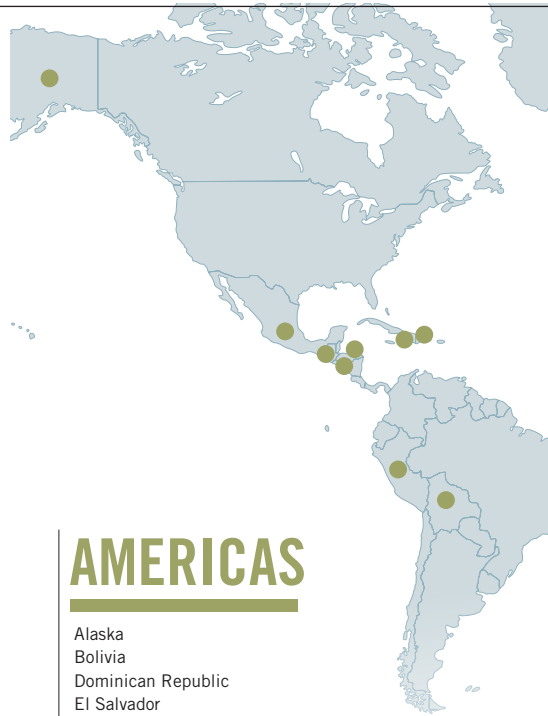 AMERICAS
Alaska
Bolivia
Dominican Republic
El Salvador